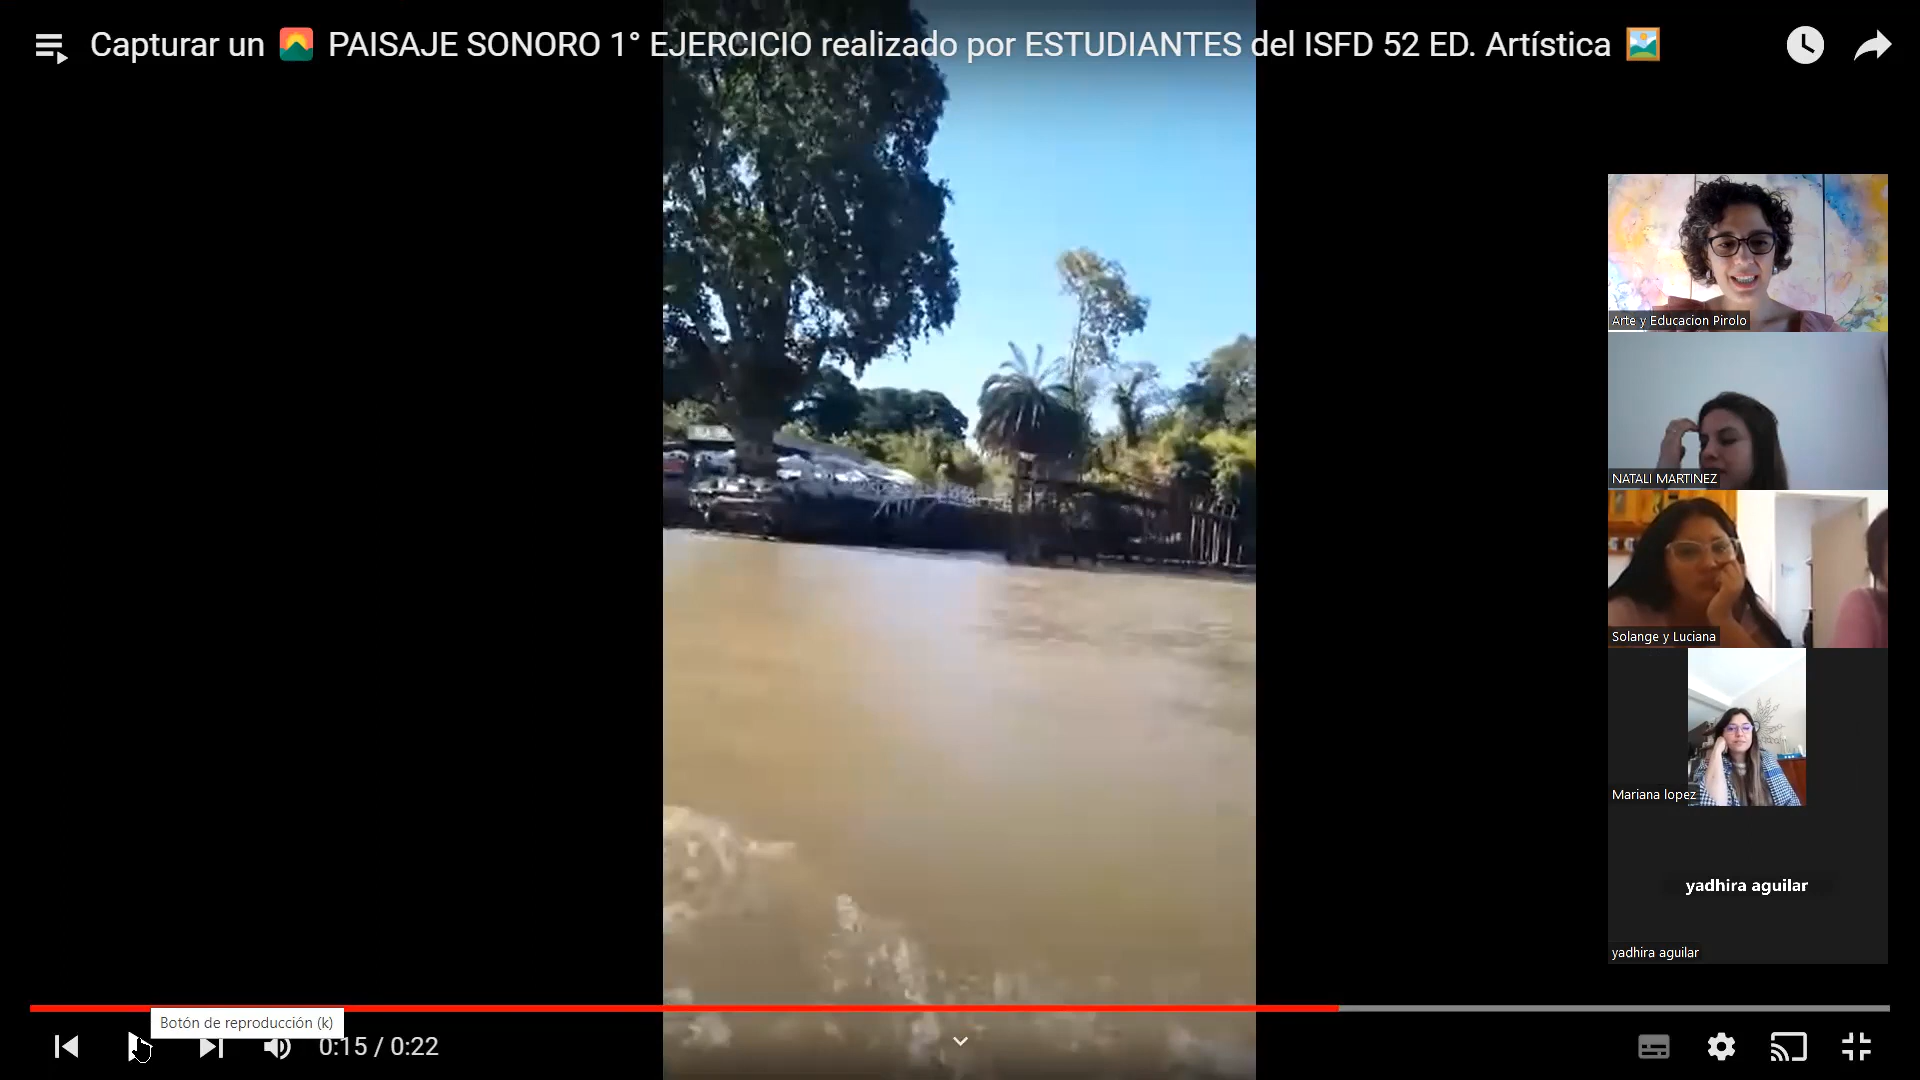 Capturar un 🌄 PAISAJE SONORO 1° EJERCICIO realizado por ESTUDIANTES del ISFD 52 ED. Artística 🖼️
Arte y Educacion Pirolo
NATALI MARTINEZ
Solange y Luciana
Mariana lopez
yadhira aguilar
yadhira aguilar
Botón de reproducción (k)
0:15 / 0:22